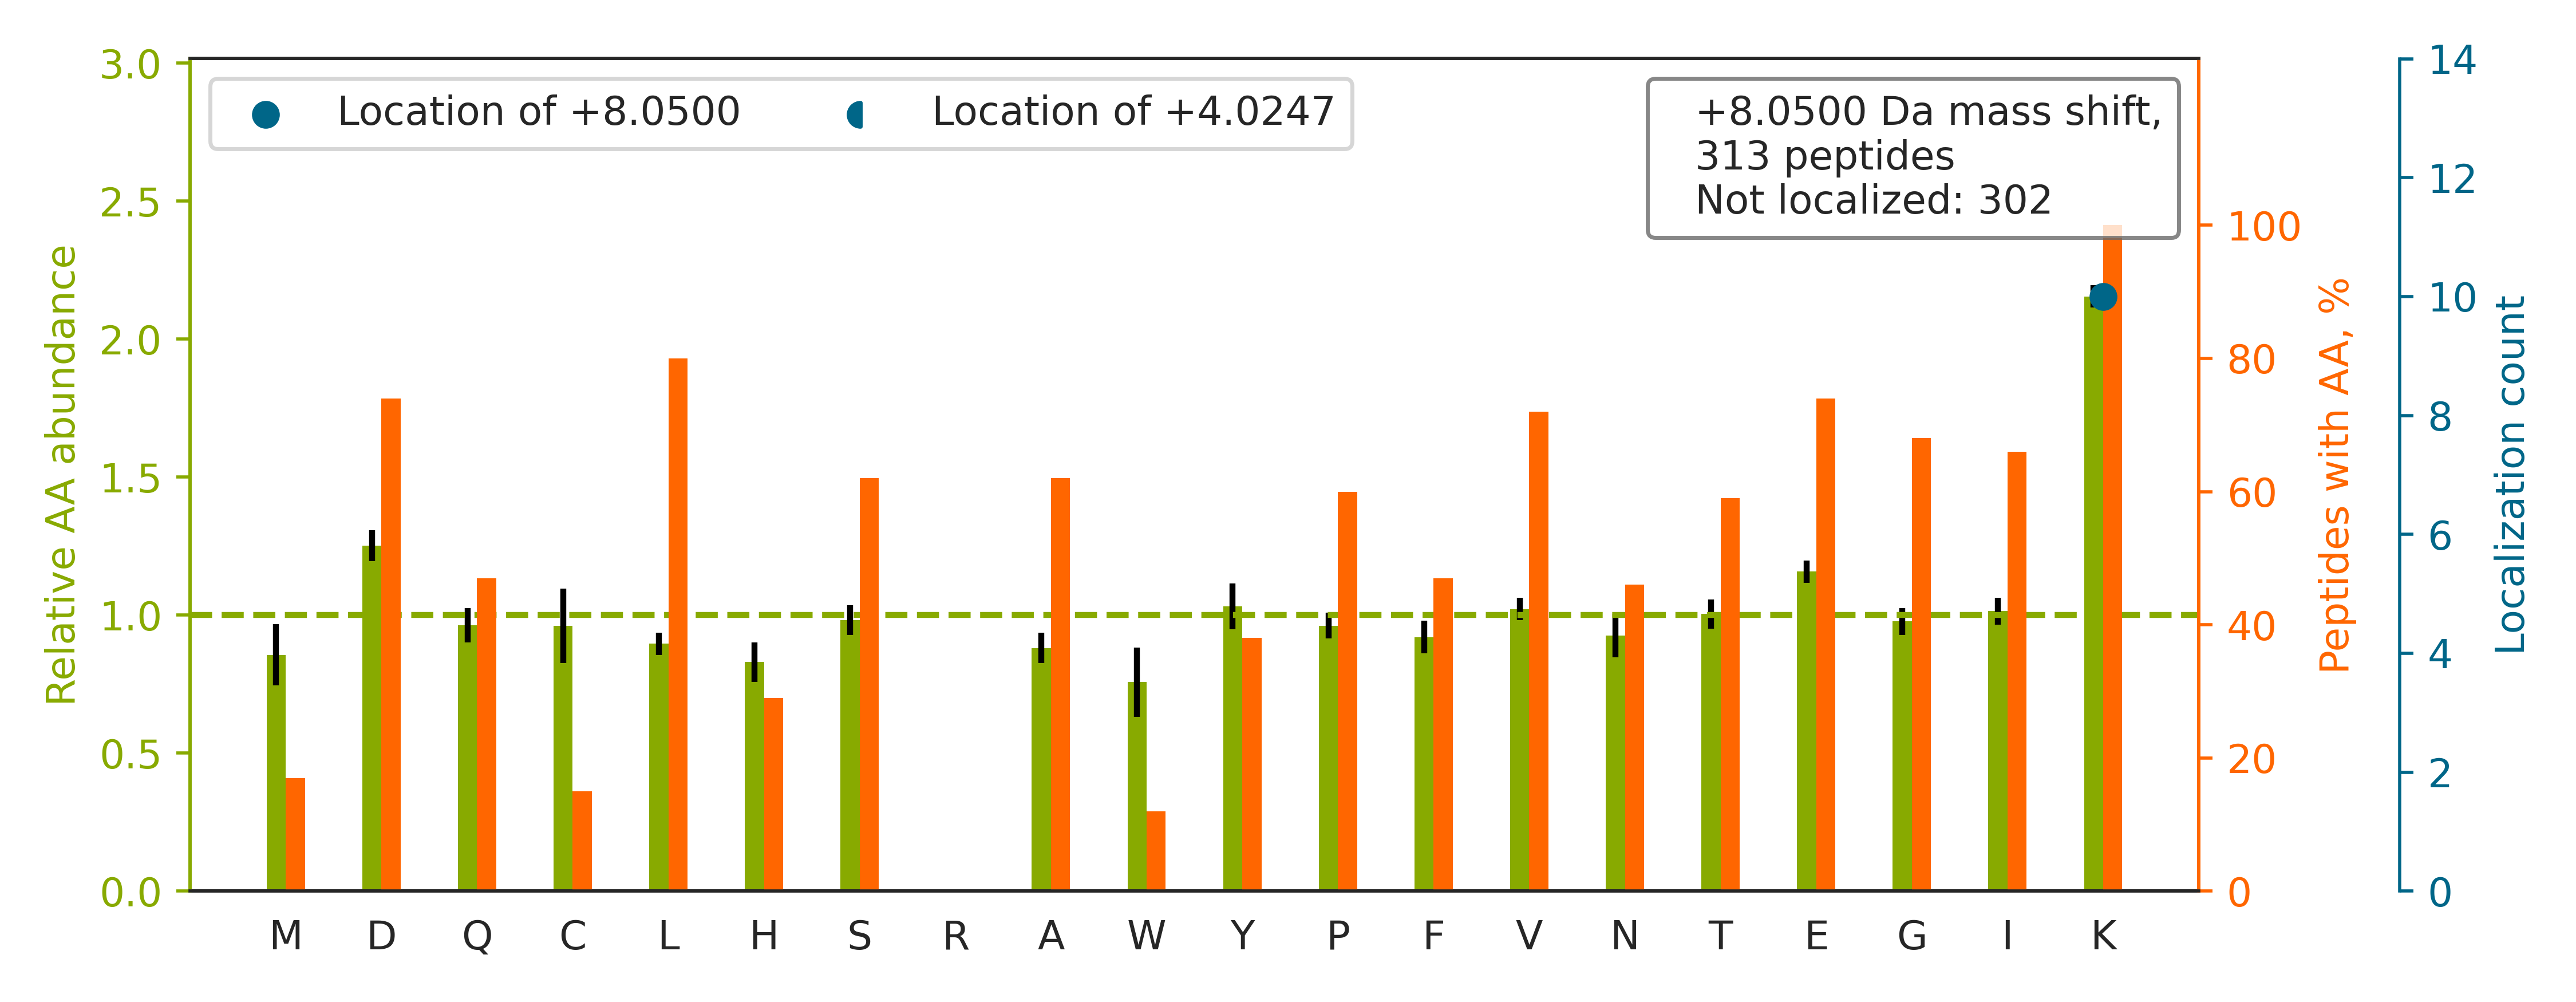 Relative AA abundance
3.0
2.5
2.0
1.5
1.0
0.5
0.0
Location of +8.0500
Location of +4.0247
+8.0500 Da mass shift,
313 peptides
Not localized: 302
M D Q C L H S R A W Y P F V N T E G I K
100
80
60
40
20
0
Peptides with AA, %
14
12
10
8
6
4
2
0
Localization count